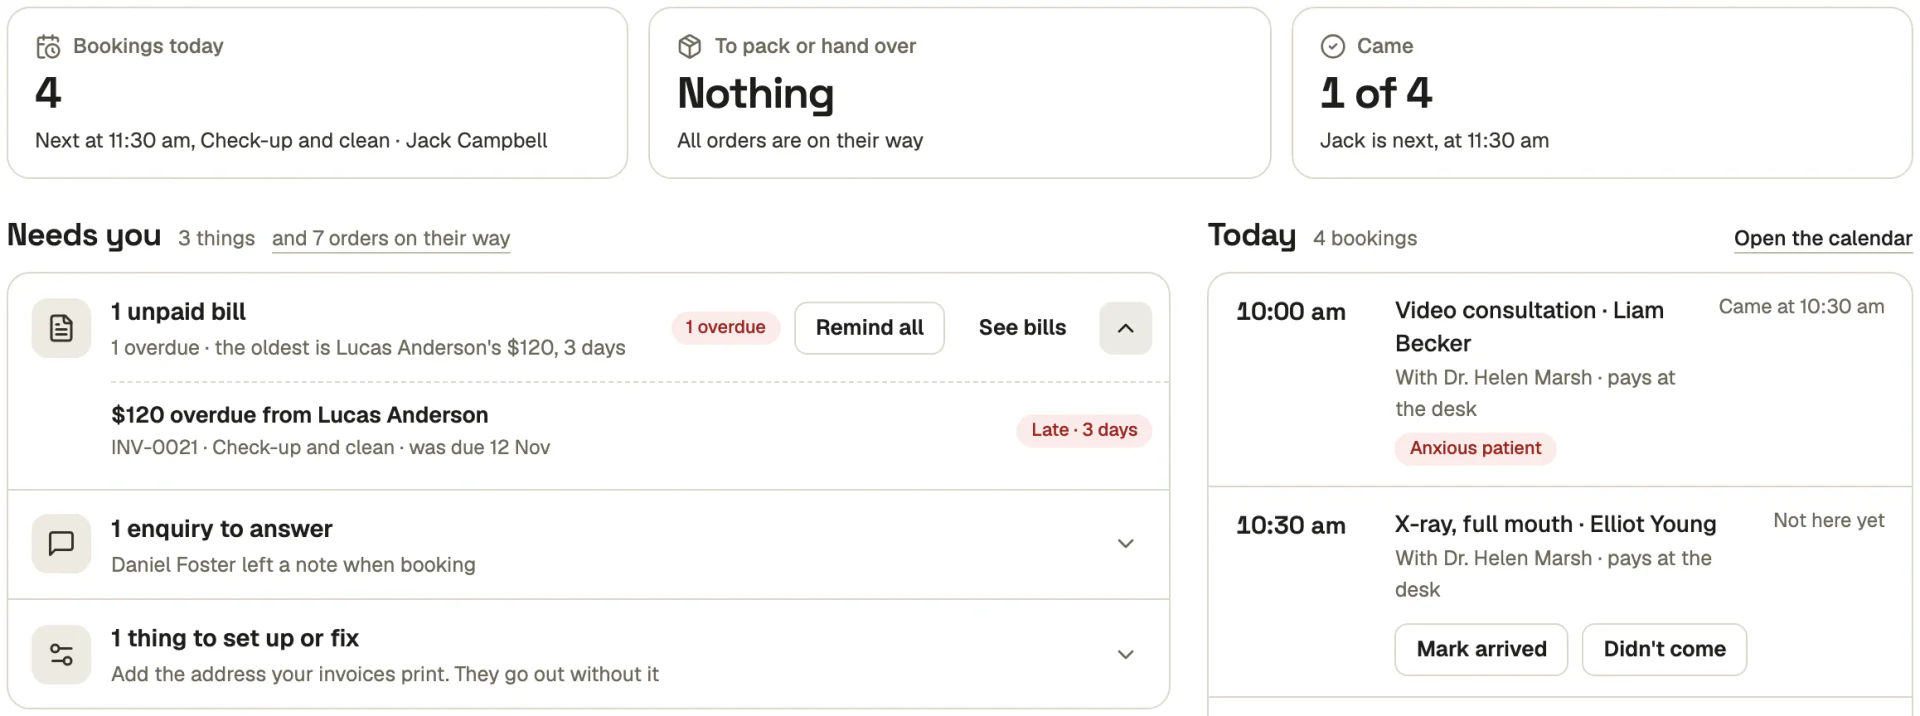 Bookings today
4
Next at 11:30 am, Check-up and clean · Jack Campbell
To pack or hand over
Nothing
All orders are on their way
Came
1 of 4
Jack is next, at 11:30 am
Needs you 3 things and 7 orders on their way
1 unpaid bill
1 overdue · the oldest is Lucas Anderson's $120, 3 days
1 overdue
Remind all
See bills
$120 overdue from Lucas Anderson
INV-0021 · Check-up and clean · was due 12 Nov
Late · 3 days
1 enquiry to answer
Daniel Foster left a note when booking
1 thing to set up or fix
Add the address your invoices print. They go out without it
Today 4 bookings
Open the calendar
10:00 am
Video consultation · Liam
Becker
With Dr. Helen Marsh · pays at
the desk
Anxious patient
Came at 10:30 am
10:30 am
X-ray, full mouth · Elliot Young
With Dr. Helen Marsh · pays at the
desk
Not here yet
Mark arrived
Didn't come